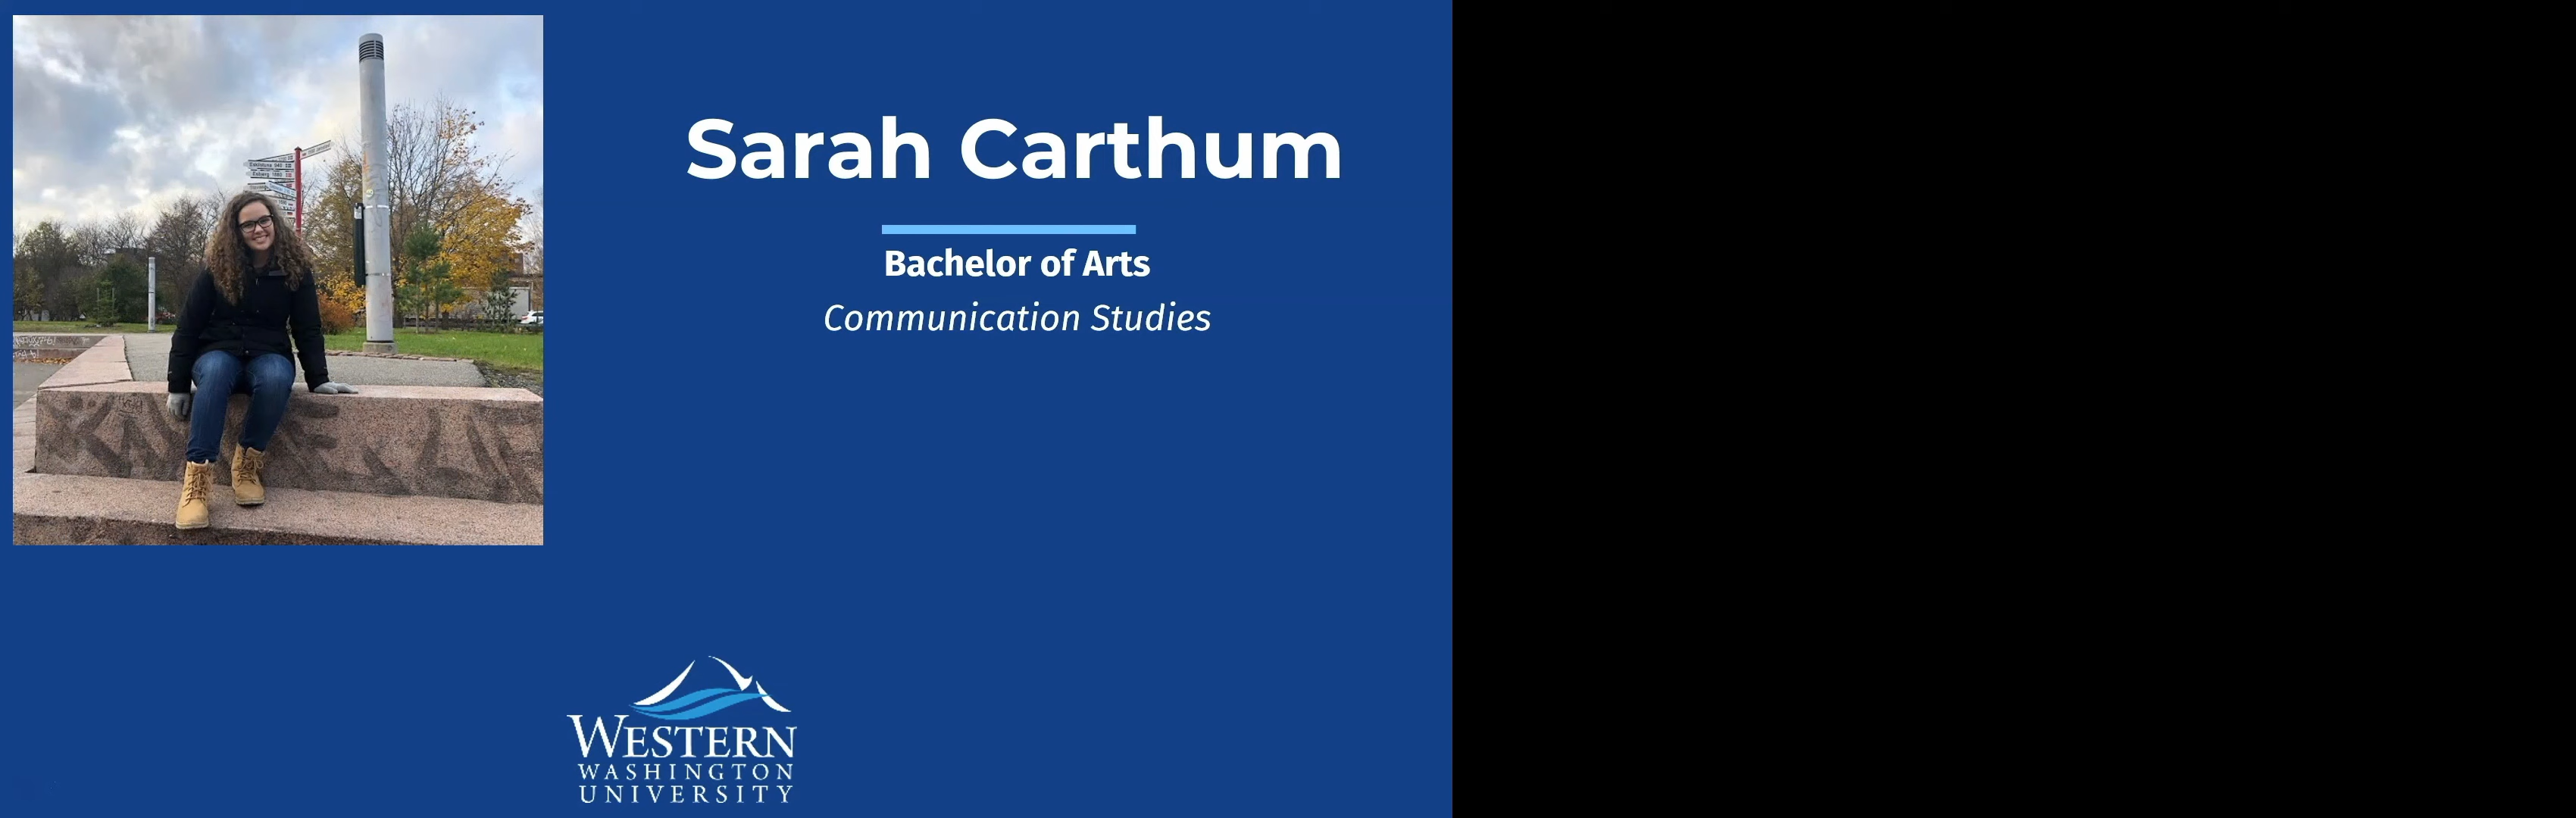 Sarah Carthum
Bachelor of Arts
Communication Studies
WESTERN
WASHINGTON
UNIVERSITY